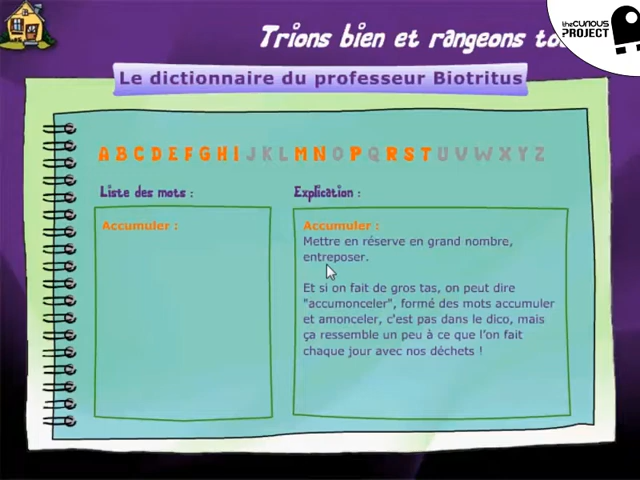 Trions bien et rangeons
theCURIOUS
PROJECT
Le dictionnaire du professeur Biotritus
A B C D E F G H I J K L M N O P Q R S T U V W X Y Z
Liste des mots :
Explication :
Accumuler :
Accumuler :
Mettre en réserve en grand nombre,
entreposer.
Et si on fait de gros tas, on peut dire
"accumonceler", formé des mots accumuler
et amonceler, c'est pas dans le dico, mais
ça ressemble un peu à ce que l'on fait
chaque jour avec nos déchets !